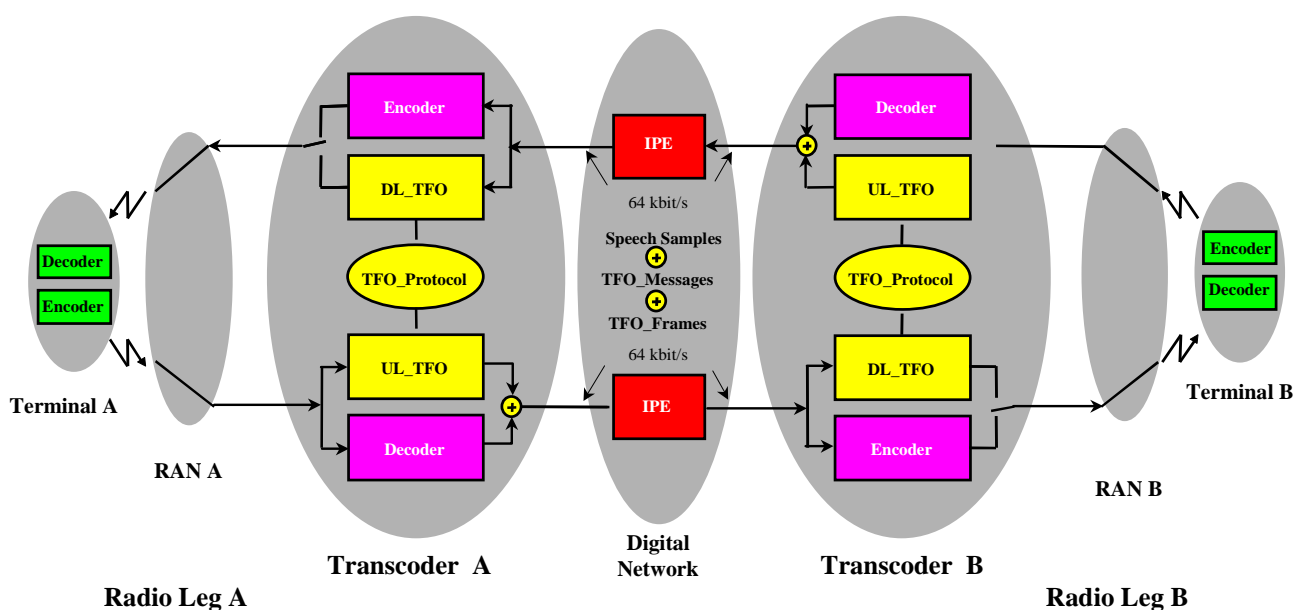 Encoder
Decoder
IPE
DL_TFO
UL_TFO
64 kbit/s
Decoder
Encoder
TFO_Protocol
Speech Samples
+
TFO_Messages
+
TFO_Frames
TFO_Protocol
Encoder
Decoder
UL_TFO
64 kbit/s
DL_TFO
Terminal A
Terminal B
+
+
IPE
Decoder
Encoder
RAN A
RAN B
Transcoder A
Digital
Network
Transcoder B
Radio Leg A
Radio Leg B